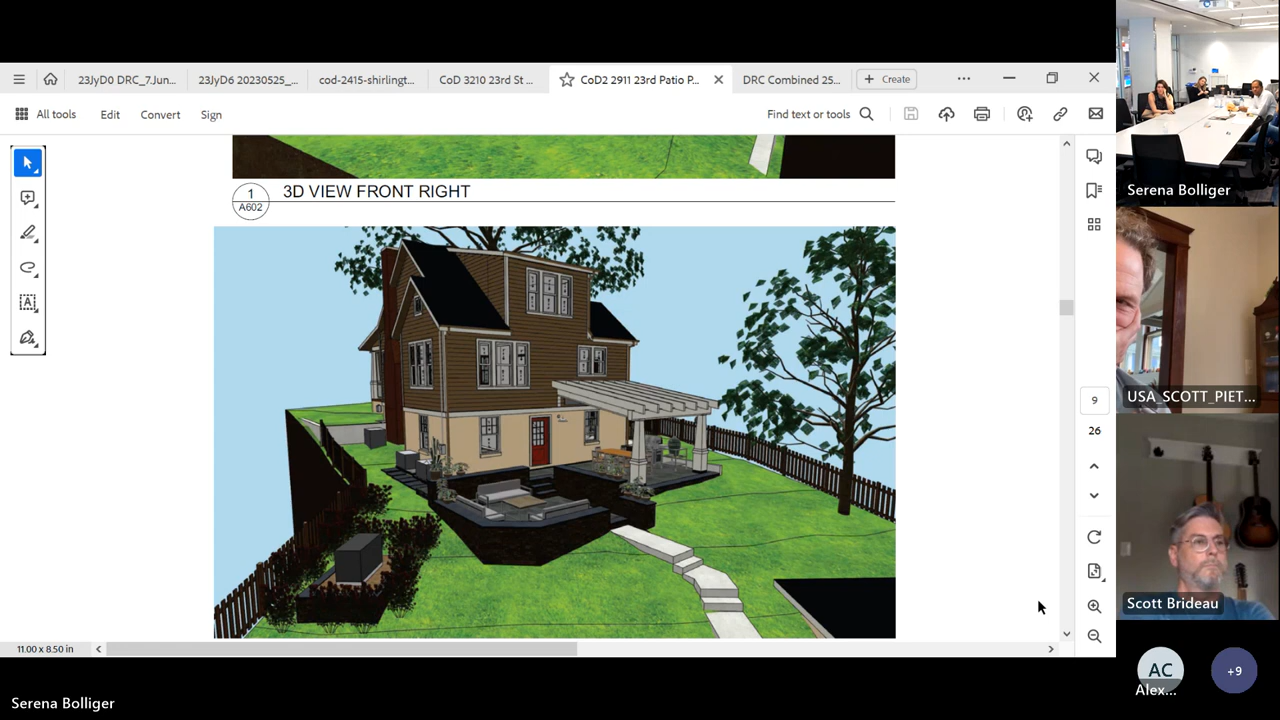 23JyD0 DRC_7.Jun...
23JyD6 20230525_...
cod-2415-shirlingt...
CoD 3210 23rd St ...
CoD2 2911 23rd Patio P...
DRC Combined 25...
Create
All tools
Edit
Convert
Sign
Find text or tools
1
A602
3D VIEW FRONT RIGHT
9
26
11.00 x 8.50 in
Serena Bolliger
USA_SCOTT_PIET...
Scott Brideau
AC
Alex...
+9
Serena Bolliger